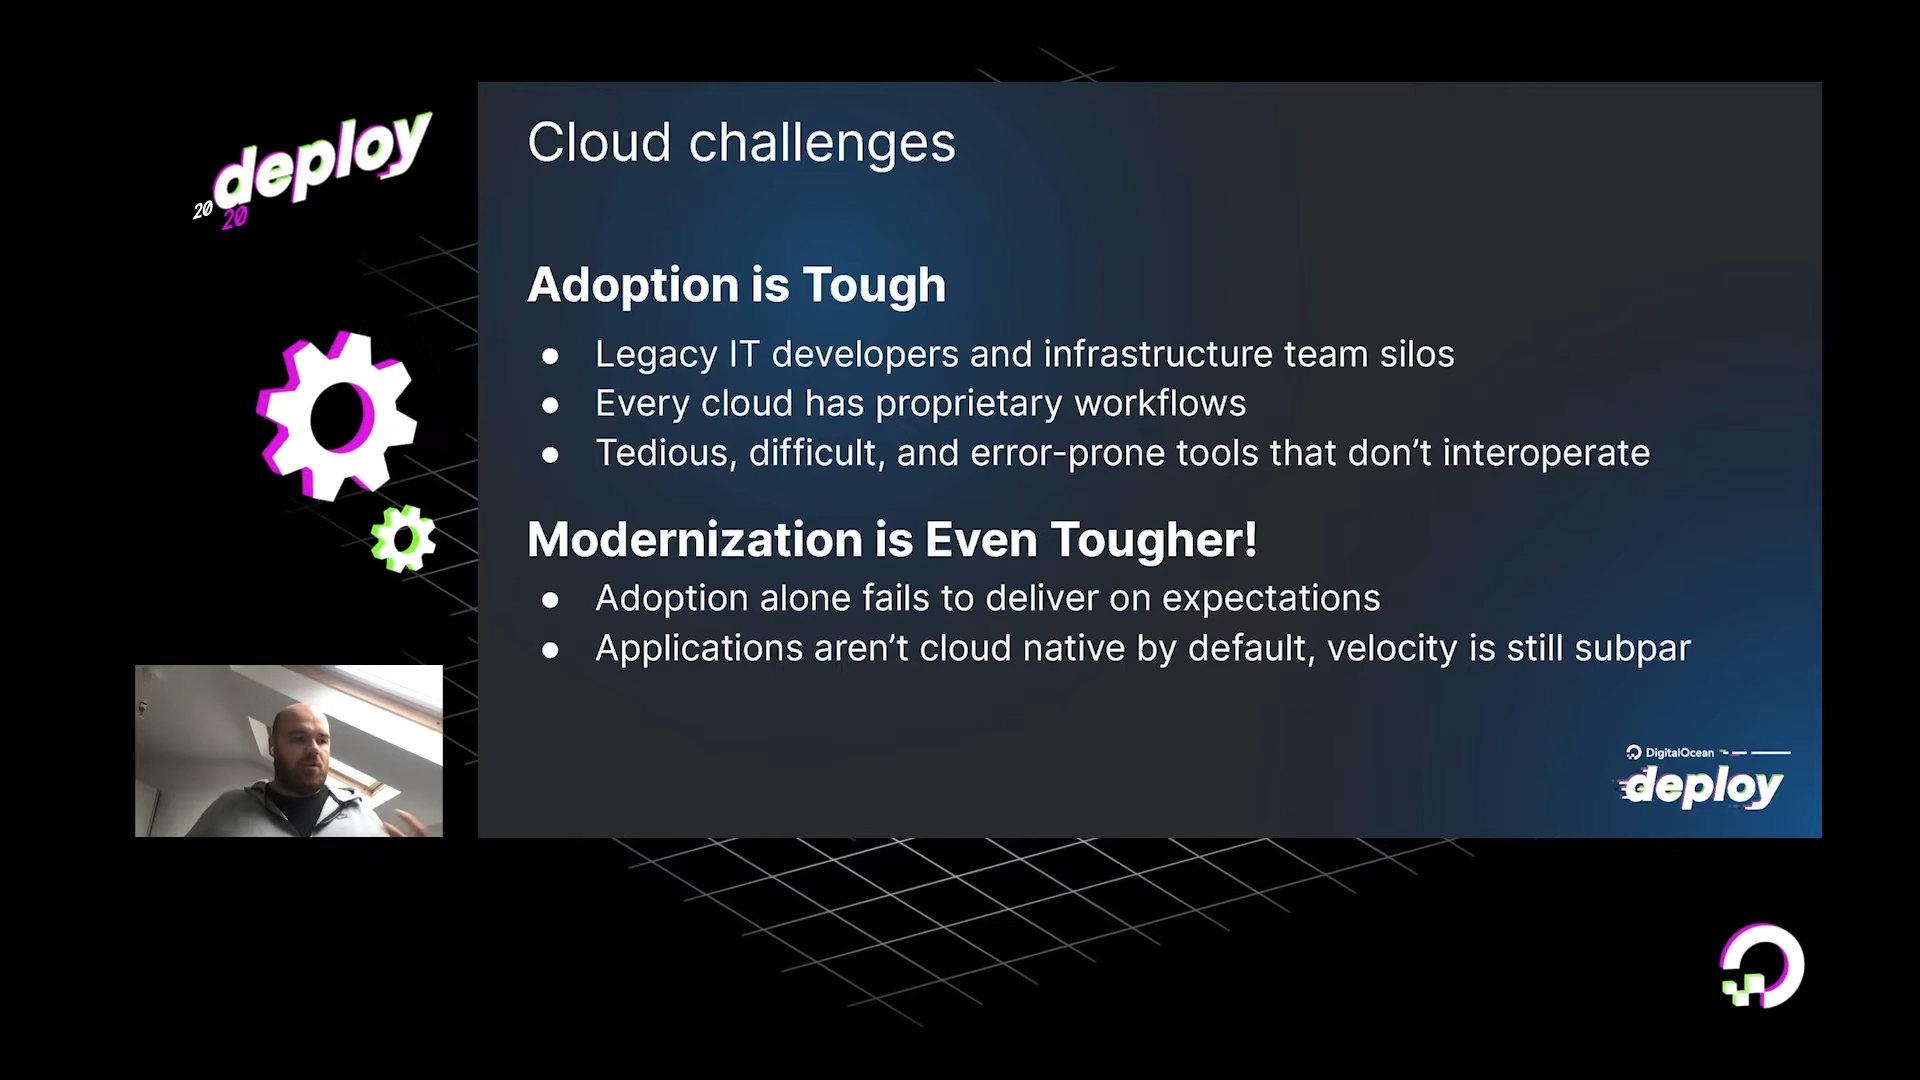 deploy
20
20
Cloud challenges
Adoption is Tough
● Legacy IT developers and infrastructure team silos
● Every cloud has proprietary workflows
● Tedious, difficult, and error-prone tools that don’t interoperate
Modernization is Even Tougher!
● Adoption alone fails to deliver on expectations
● Applications aren’t cloud native by default, velocity is still subpar
DigitalOcean
deploy